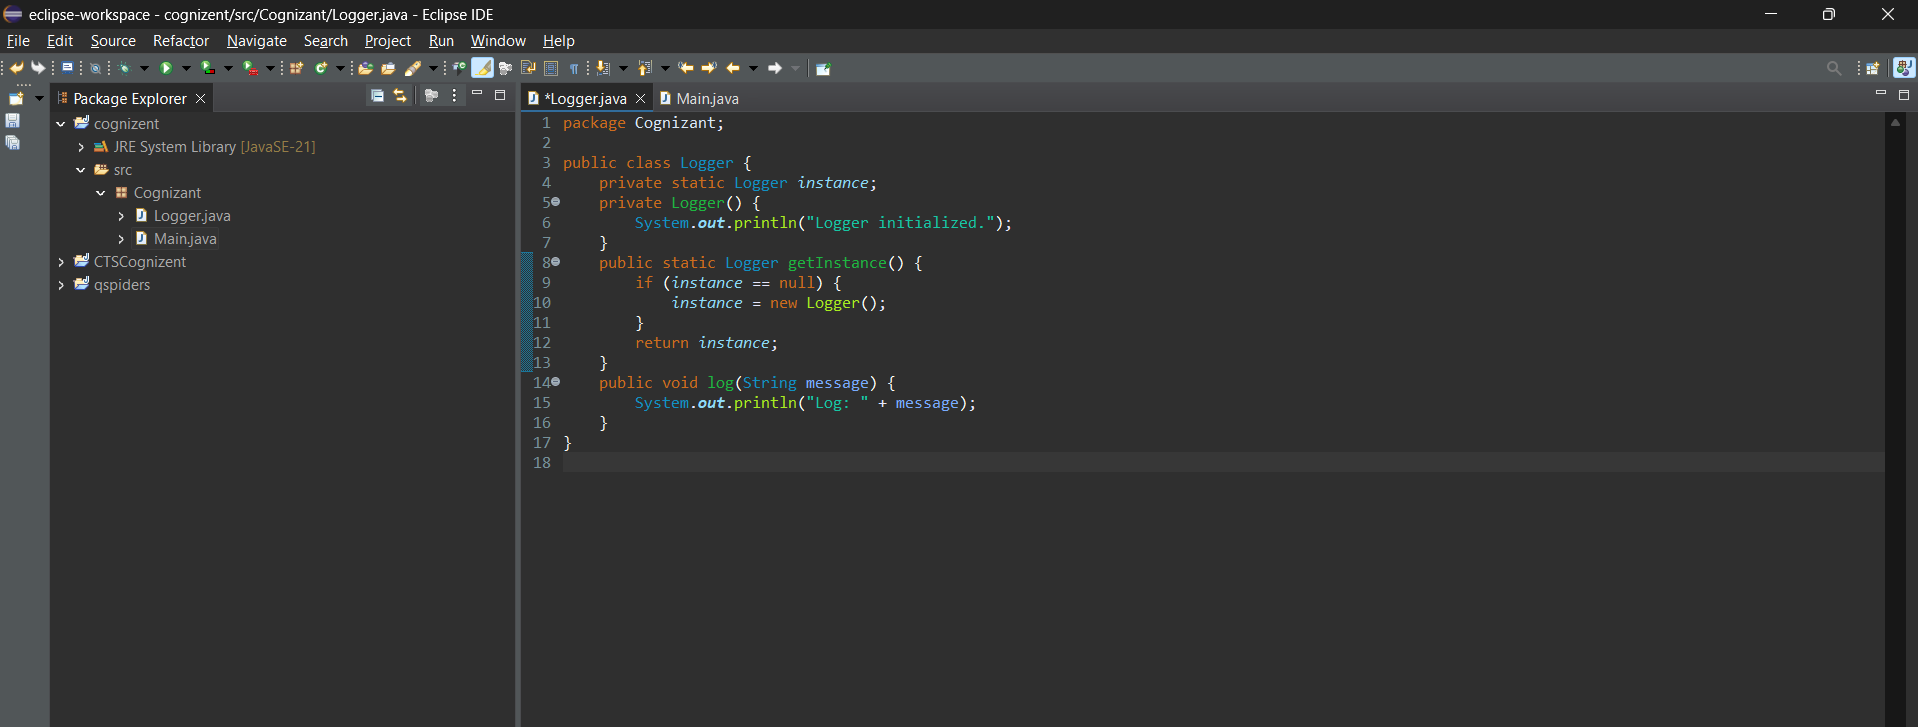 eclipse-workspace - cognizent/src/Cognizant/Logger.java - Eclipse IDE
File Edit Source Refactor Navigate Search Project Run Window Help
Package Explorer
cognizent
JRE System Library [JavaSE-21]
src
Cognizant
Logger.java
Main.java
CTSCognizent
qspiders
*Logger.java Main.java
1 package Cognizant;
2
3 public class Logger {
4     private static Logger instance;
5     private Logger() {
6         System.out.println("Logger initialized.");
7     }
8     public static Logger getInstance() {
9         if (instance == null) {
10             instance = new Logger();
11         }
12         return instance;
13     }
14     public void log(String message) {
15         System.out.println("Log: " + message);
16     }
17 }
18